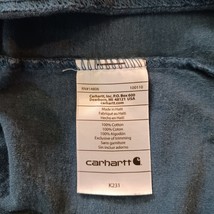 Carhartt, Inc P.O. Box 600
Dearborn, MI 48121 USA
carhartt.com
Made in Haiti
Fabriqué en Haïti
Hecho en Haití
100% Cotton
100% Coton
100% Algodón
Exclusive of trimming
Sans garniture
Sin incluir adorno
carhartt
K231